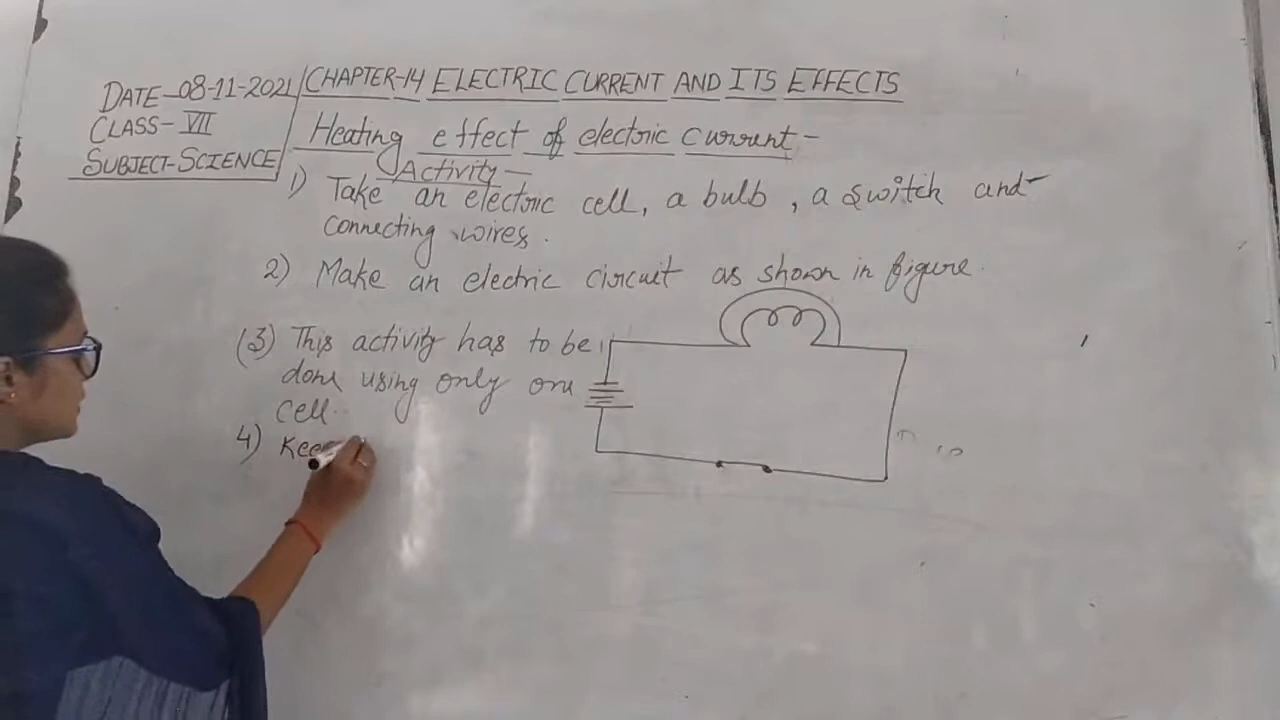 DATE-08-11-2021
CLASS-VII
SUBJECT-SCIENCE
CHAPTER-14 ELECTRIC CURRENT AND ITS EFFECTS
Heating effect of electric current-
Activity-
1) Take an electric cell, a bulb, a switch and-
connecting wires.
2) Make an electric circuit as shown in figure.
(3) This activity has to be
done using only one
cell.
4) Kee